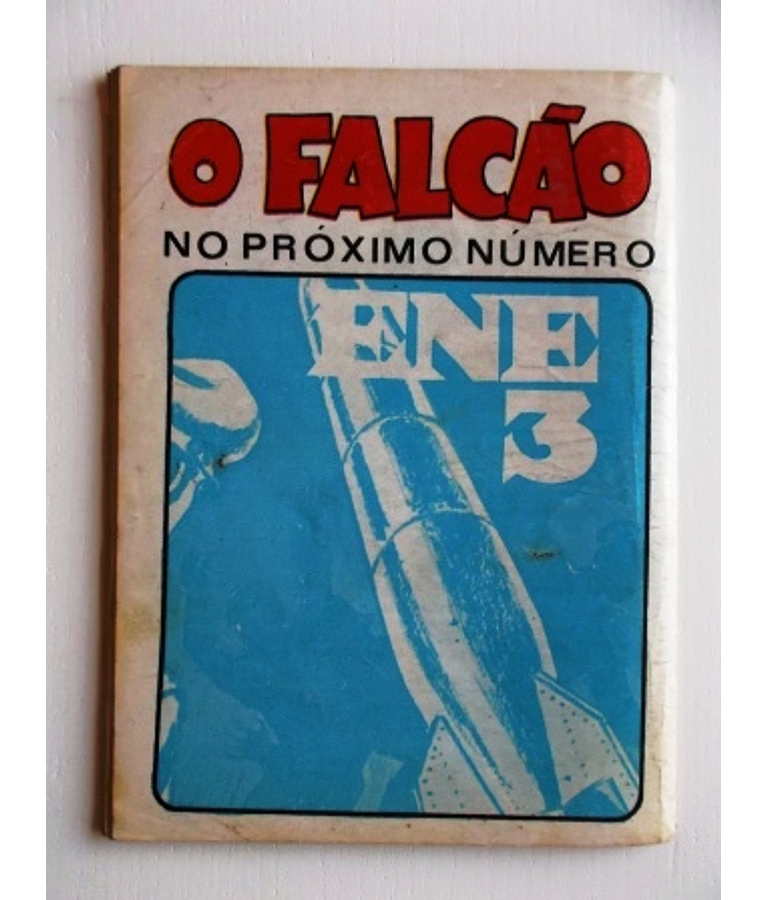 O FALCÃO
NO PRÓXIMO NÚMERO
ENE
3